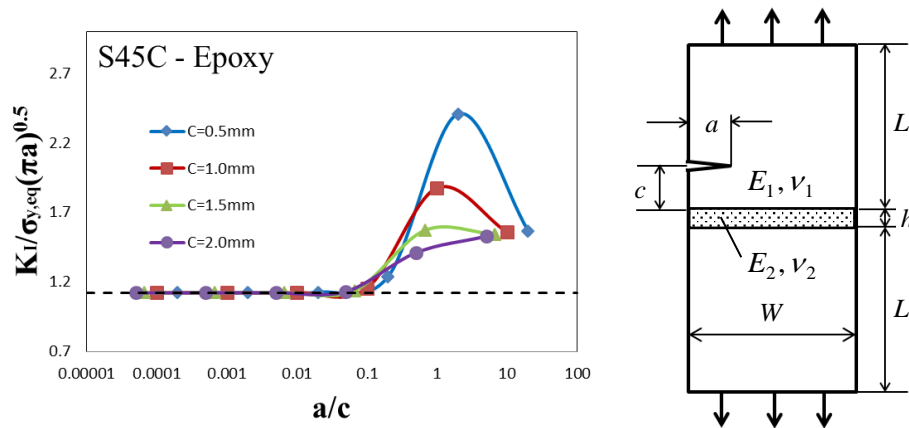 S45C - Epoxy
K_I/σ_y,eq(πa)^0.5
2.7
2.2
1.7
1.2
0.7
C=0.5mm
C=1.0mm
C=1.5mm
C=2.0mm
0.00001 0.0001 0.001 0.01 0.1 1 10 100
a/c
a
L
c
E₁, ν₁
h
E₂, ν₂
W
L